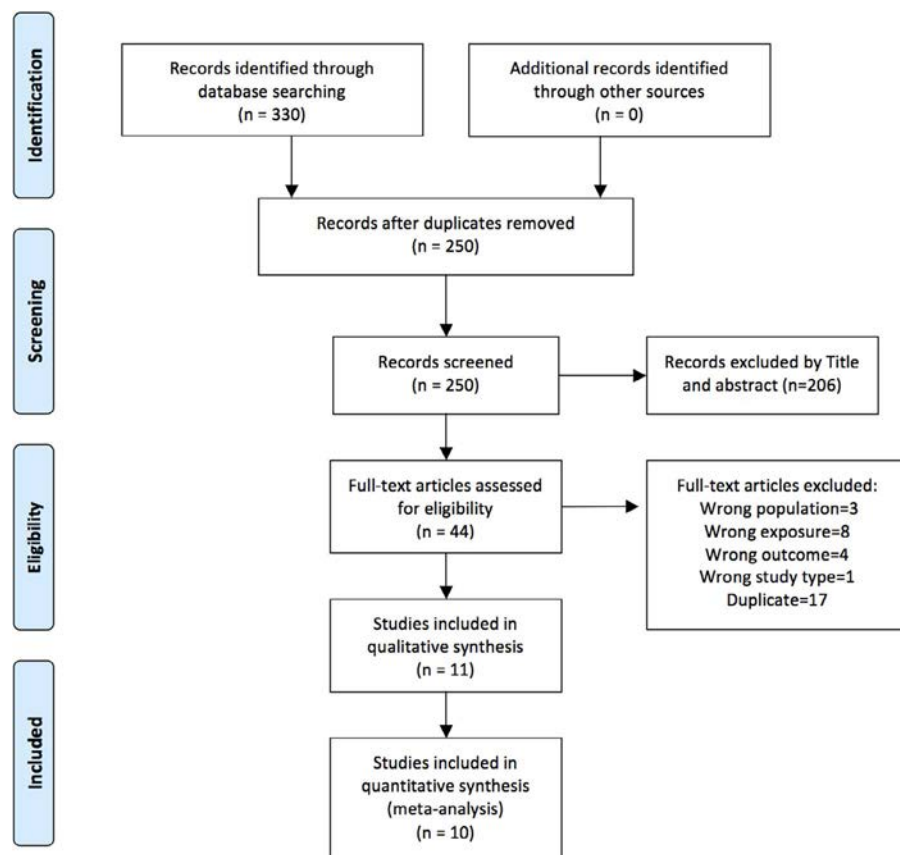 Identification
Records identified through
database searching
(n = 330)
Additional records identified
through other sources
(n = 0)
Records after duplicates removed
(n = 250)
Screening
Records screened
(n = 250)
Records excluded by Title
and abstract (n=206)
Eligibility
Full-text articles assessed
for eligibility
(n = 44)
Full-text articles excluded:
Wrong population=3
Wrong exposure=8
Wrong outcome=4
Wrong study type=1
Duplicate=17
Studies included in
qualitative synthesis
(n = 11)
Included
Studies included in
quantitative synthesis
(meta-analysis)
(n = 10)